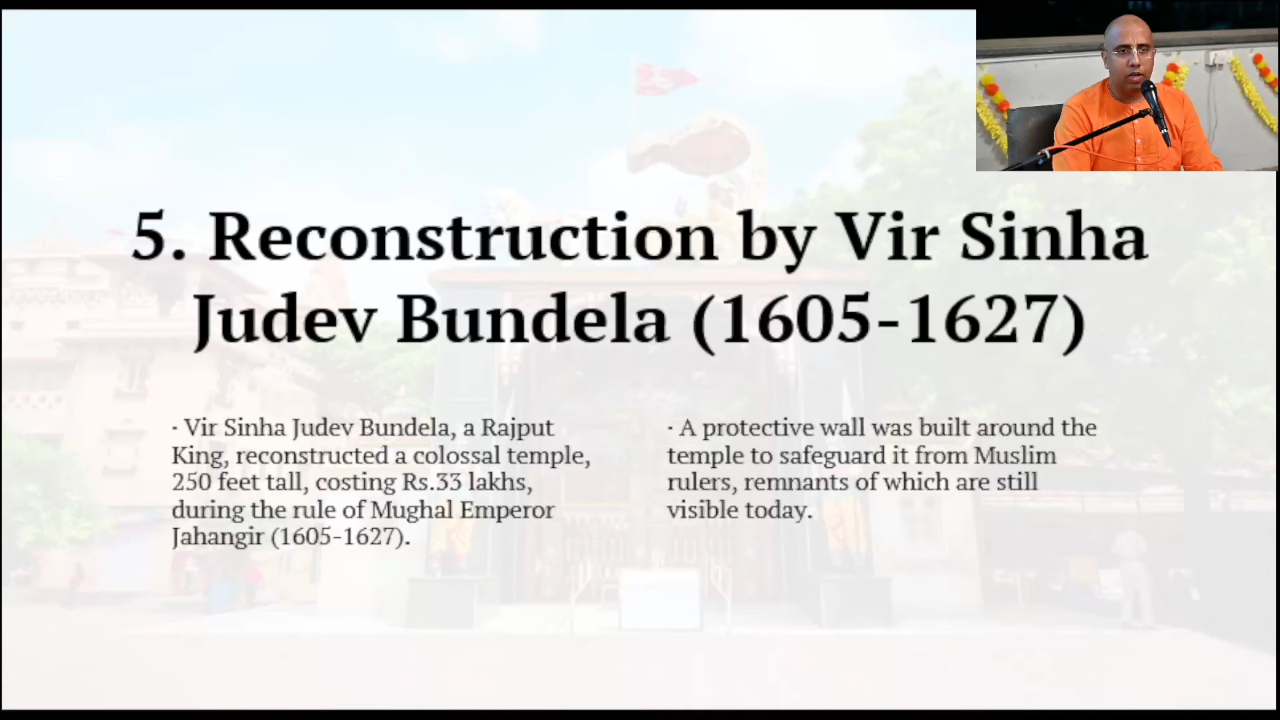 5. Reconstruction by Vir Sinha
Judev Bundela (1605-1627)
· Vir Sinha Judev Bundela, a Rajput
King, reconstructed a colossal temple,
250 feet tall, costing Rs.33 lakhs,
during the rule of Mughal Emperor
Jahangir (1605-1627).
· A protective wall was built around the
temple to safeguard it from Muslim
rulers, remnants of which are still
visible today.